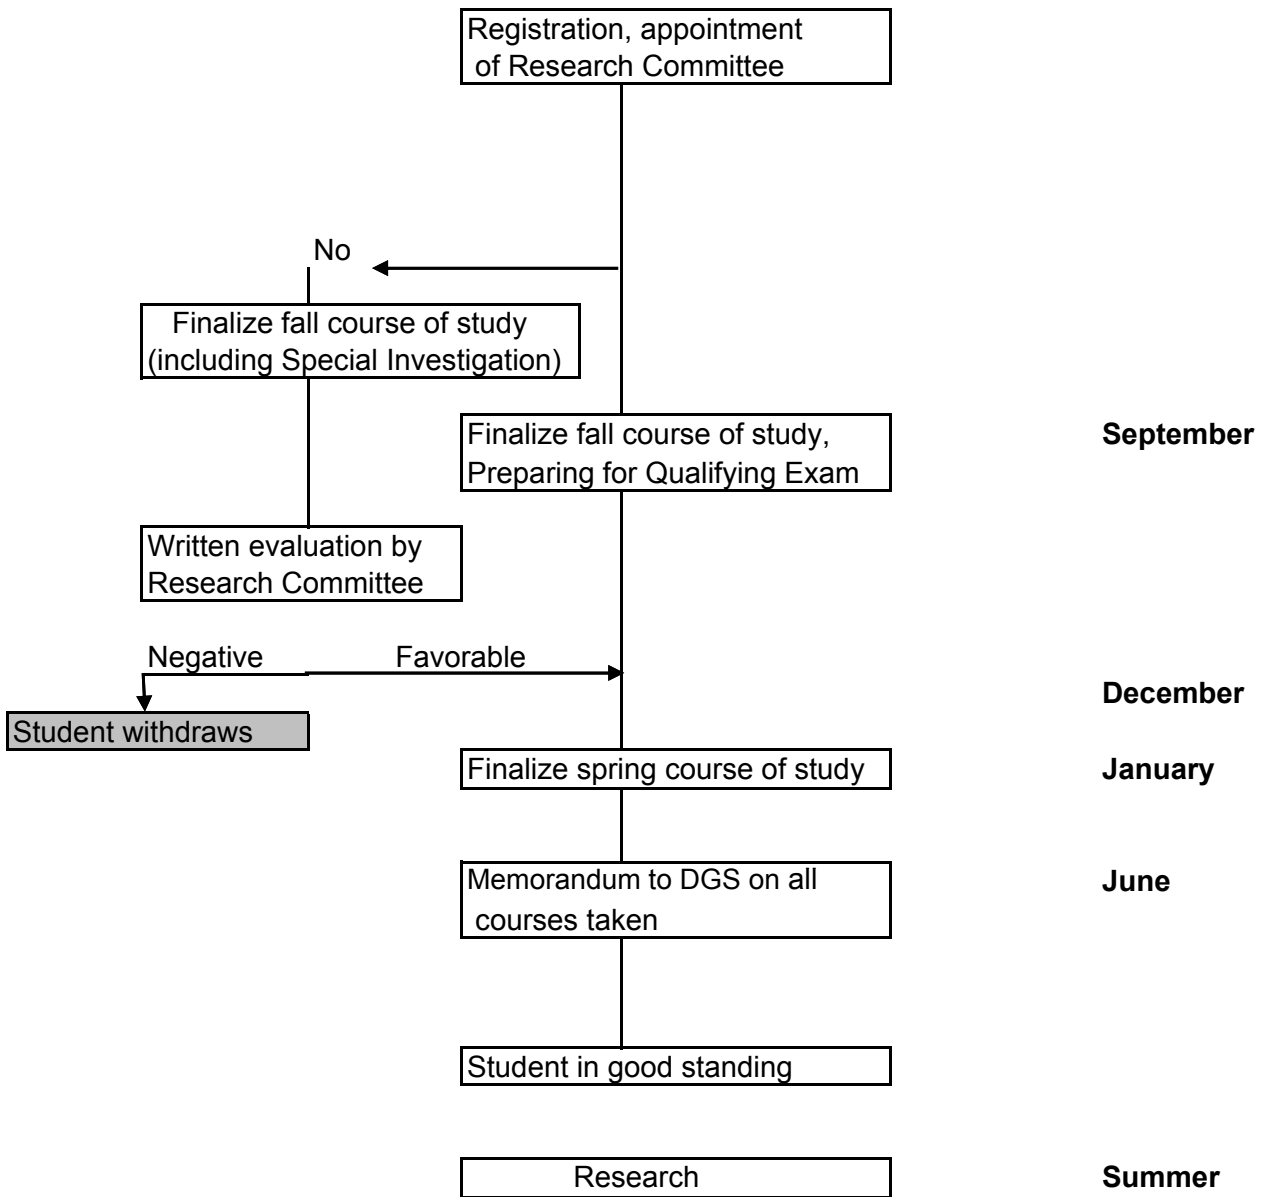 Registration, appointment
of Research Committee
No
Finalize fall course of study
(including Special Investigation)
Finalize fall course of study,
Preparing for Qualifying Exam
September
Written evaluation by
Research Committee
Negative
Favorable
December
Student withdraws
Finalize spring course of study
January
Memorandum to DGS on all
courses taken
June
Student in good standing
Research
Summer